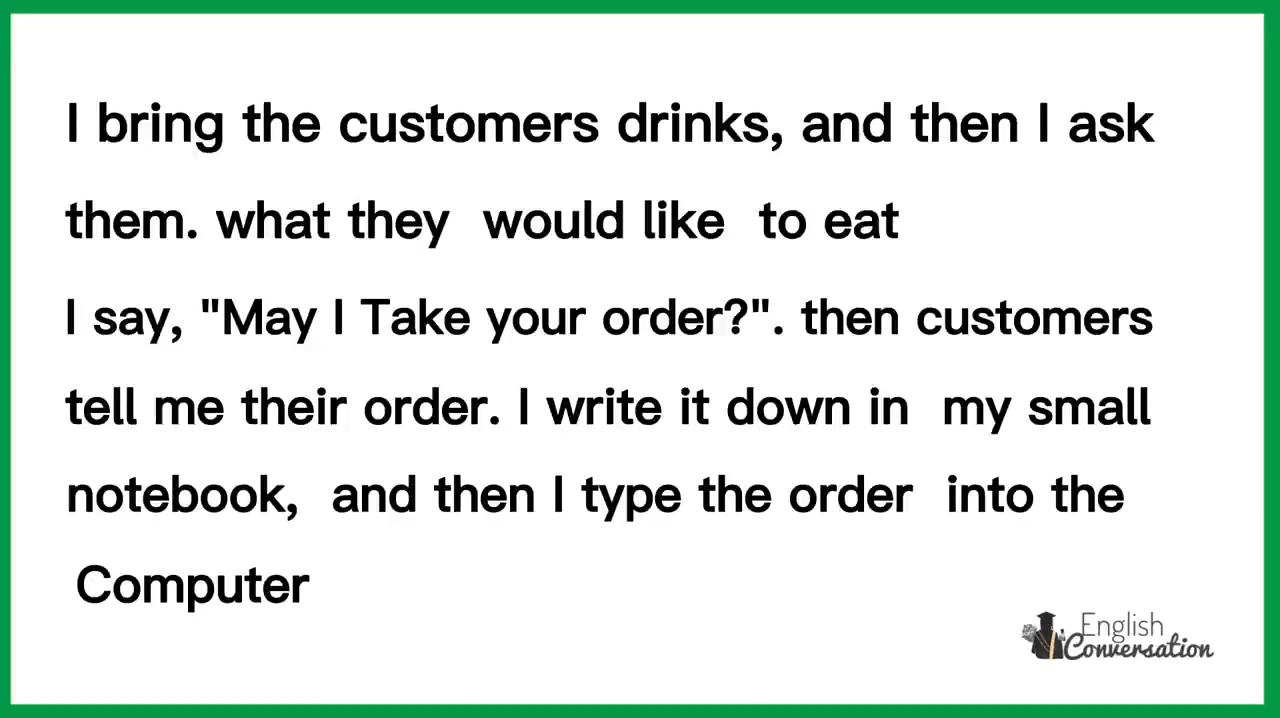 I bring the customers drinks, and then I ask
them. what they would like to eat
I say, "May I Take your order?". then customers
tell me their order. I write it down in my small
notebook, and then I type the order into the
Computer
English
Conversation